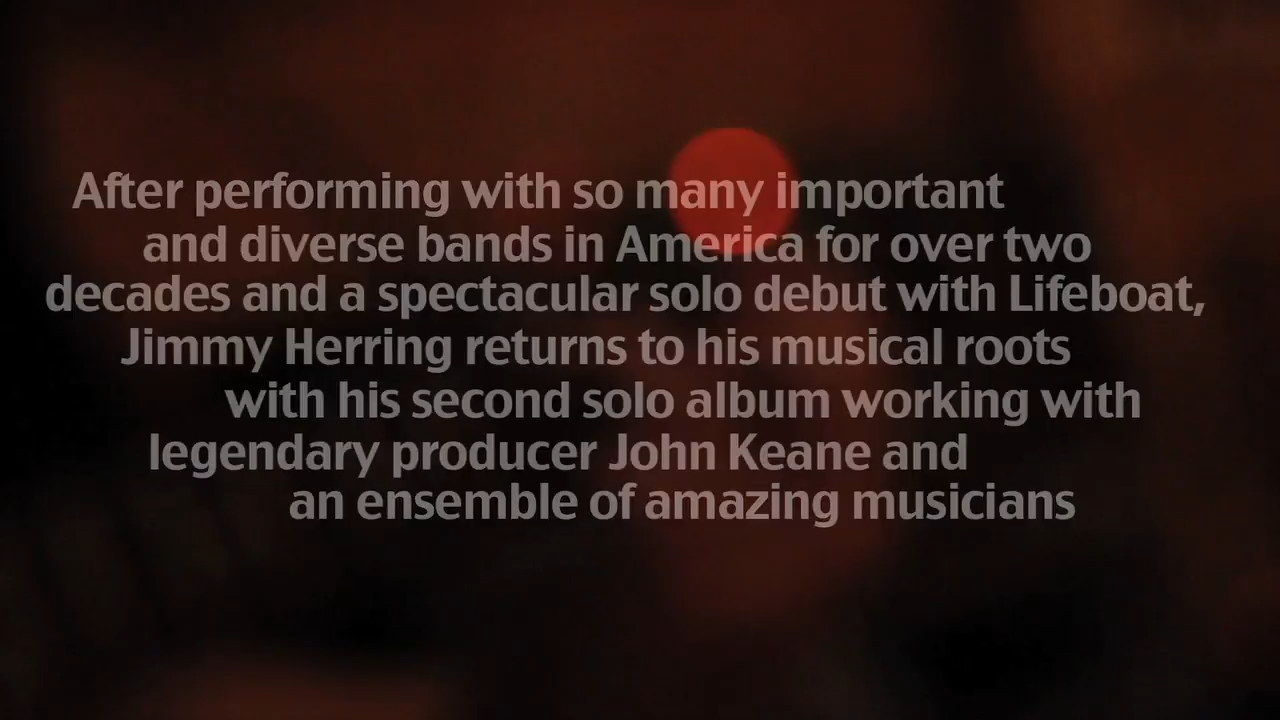 After performing with so many important
and diverse bands in America for over two
decades and a spectacular solo debut with Lifeboat,
Jimmy Herring returns to his musical roots
with his second solo album working with
legendary producer John Keane and
an ensemble of amazing musicians